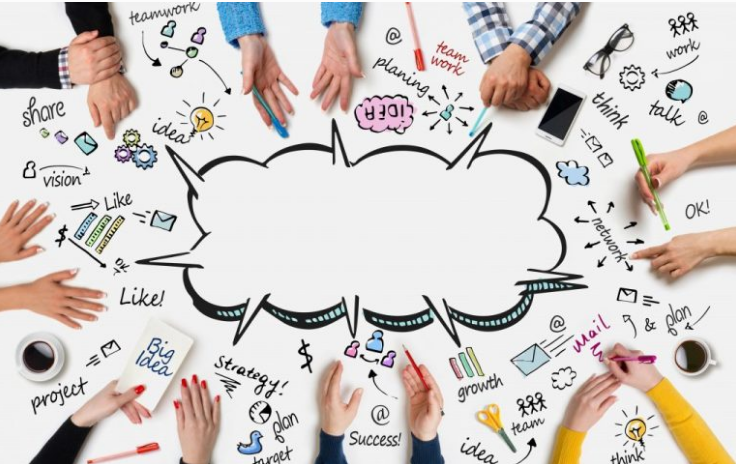 teamwork
share
idea
vision
Like
$
OK
Like!
project
Big
idea
Strategy!
plan
target
$
@
Success!
@
planing
IDEA
team
work
work
think
talk
@
OK!
network
@
mail
&
plan
growth
idea
team
think